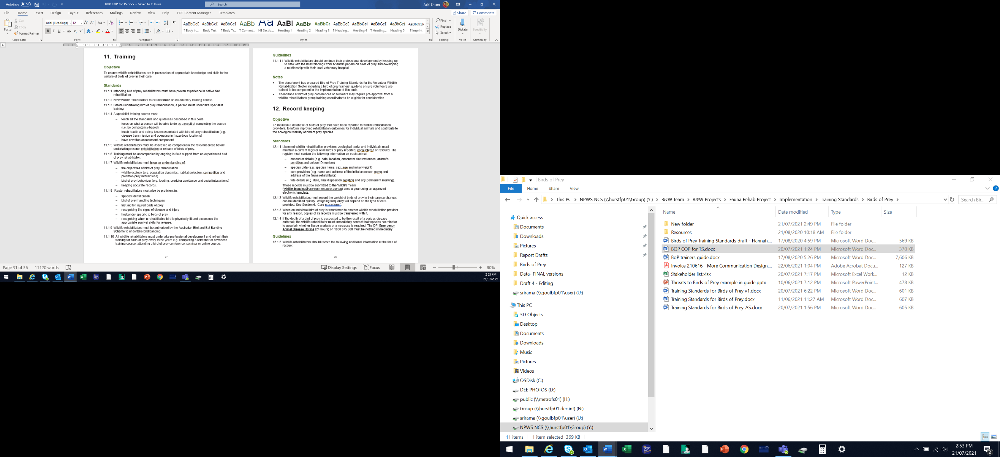 AutoSave Off
BOP COP for TS.docx - Saved to Y: Drive
Search
Aditi Sriram
File Home Insert Design Layout References Mailings Review View Help HPE Content Manager Templates
Share Comments
Paste
Cut
Copy
Format Painter
Clipboard
Arial (Headings) 12
Font
Paragraph
AaBbCcI AaBbCcI AaBbCcI AaBb Aa AaBl AaBb( AaBbC( AaBbCcI AaBbCcl AaBbCcI AaBbCcI AaBbCcD
¶ Body in... Body Text ¶ Body Te... ¶ Content... H1 Sectio... Heading 1 Heading 2 Heading 3 ¶ Heading... Heading 4 ¶ Heading... Heading 5 ¶ Imprint
Styles
Find
Replace
Select
Editing
Dictate
Voice
Sensitivity
Sensitivity
11. Training
Objective
To ensure wildlife rehabilitators are in possession of appropriate knowledge and skills to the
welfare of birds of prey in their care.
Standards
11.1.1 Intending bird of prey rehabilitators must have proven experience in native bird
rehabilitation.
11.1.2 New wildlife rehabilitators must undertake an introductory training course.
11.1.3 Before undertaking bird of prey rehabilitation, a person must undertake specialist
training.
11.1.4 A specialist training course must:
– teach all the standards and guidelines described in this code
– focus on what a person will be able to do as a result of completing the course
(i.e. be competency-based)
– teach health and safety issues associated with bird of prey rehabilitation (e.g.
disease transmission and operating in hazardous locations)
– have a written assessment component.
11.1.5 Wildlife rehabilitators must be assessed as competent in the relevant areas before
undertaking rescue, rehabilitation or release of birds of prey.
11.1.6 Training must be accompanied by ongoing in-field support from an experienced bird
of prey rehabilitator.
11.1.7 Wildlife rehabilitators must have an understanding of:
– the objectives of bird of prey rehabilitation
– wildlife ecology (e.g. population dynamics, habitat selection, competition and
predator–prey interactions)
– bird of prey behaviour (e.g. feeding, predator avoidance and social interactions)
– keeping accurate records.
11.1.8 Raptor rehabilitators must also be proficient in:
– species identification
– bird of prey handling techniques
– first aid for injured birds of prey
– recognising the signs of disease and injury
– husbandry specific to birds of prey
– recognising when a rehabilitated bird is physically fit and possesses the
appropriate survival skills for release.
11.1.9 Wildlife rehabilitators must be authorised by the Australian Bird and Bat Banding
Scheme to undertake bird banding.
11.1.10 All wildlife rehabilitators must undertake professional development and refresh their
training for birds of prey every three years e.g. completing a refresher or advanced
training course, attending a bird of prey conference, seminar or online course.
27
Guidelines
11.1.11 Wildlife rehabilitators should continue their professional development by keeping up
to date with the latest findings from scientific papers on birds of prey and developing
a relationship with their local veterinary hospital.
Notes
• The department has prepared Bird of Prey Training Standards for the Volunteer Wildlife
Rehabilitation Sector including a bird of prey trainers' guide to ensure volunteers are
trained to be competent in the implementation of this code.
• Attendance at bird of prey conferences or seminars may require pre-approval from a
wildlife rehabilitator's group training coordinator to be eligible for consideration.
12. Record keeping
Objective
To maintain a database of birds of prey that have been reported to wildlife rehabilitation
providers, to inform improved rehabilitation outcomes for individual animals and contribute to
the ecological viability of bird of prey species.
Standards
12.1.1 Licensed wildlife rehabilitation providers, zoological parks and individuals must
maintain a current register of all birds of prey reported, encountered or rescued. The
register must contain the following information on each animal:
– encounter details (e.g. date, location, encounter circumstances, animal's
condition and unique ID number)
– species data (e.g. species name, sex, age and initial weight)
– care providers (e.g. name and address of the initial assessor, name and
address of the fauna rehabilitator)
– fate details (e.g. date, final disposition, location and any permanent marking).
These records must be submitted to the Wildlife Team
(wildlife.licensing@environment.nsw.gov.au) once a year using an approved
electronic template.
12.1.2 Wildlife rehabilitators must record the weight of birds of prey in their care so changes
can be identified quickly. Weighing frequency will depend on the type of care
provided. See Section 6: 'Care procedures'.
12.1.3 When an individual bird of prey is transferred to another wildlife rehabilitation provider
for any reason, copies of its records must be transferred with it.
12.1.4 If the death of a bird of prey is suspected to be the result of a serious disease
outbreak, the wildlife rehabilitator must immediately contact their species coordinator
to ascertain whether tissue analysis or a necropsy is required. The DPI Emergency
Animal Disease Hotline (24 hours) on 1800 675 888 must be notified immediately.
Guidelines
12.1.5 Wildlife rehabilitators should record the following additional information at the time of
rescue:
28
Page 31 of 36 11120 words
Display Settings Focus 80%
2:53 PM
21/07/2021
Birds of Prey
File Home Share View
This PC NPWS NCS (\\hurstfp01\Group) (Y:) B&W Team B&W Projects Fauna Rehab Project Implementation Training Standards Birds of Prey
Search Bir...
Quick access
Documents
Downloads
Pictures
Report Drafts
Birds of Prey
Data- FINAL versions
Draft 4 - Editing
srirama (\\goulbfp01\user) (U:)
This PC
3D Objects
Desktop
Documents
Downloads
Music
Pictures
Videos
OSDisk (C:)
DEE PHOTOS (D:)
public (\\metrofs01) (H:)
Group (\\hurstfp01.dec.int) (N:)
srirama (\\goulbfp01\user) (U:)
NPWS NCS (\\hurstfp01\Group) (Y:)
Name Date modified Type Size
New folder 21/07/2021 2:49 PM File folder
Resources 21/08/2020 10:18 AM File folder
Birds of Prey Training Standards draft - Hannah.... 17/08/2020 4:59 PM Microsoft Word Doc... 569 KB
BOP COP for TS.docx 20/07/2021 1:24 PM Microsoft Word Doc... 370 KB
BoP trainers guide.docx 17/08/2020 5:26 PM Microsoft Word Doc... 7,606 KB
Invoice 210616 - More Communication Design.... 22/06/2021 1:04 PM Adobe Acrobat Docu... 127 KB
Stakeholder list.xlsx 20/07/2021 7:17 PM Microsoft Excel Work... 12 KB
Threats to Birds of Prey example in guide.pptx 10/06/2021 7:12 PM Microsoft PowerPoint... 478 KB
Training Standards for Birds of Prey v1.docx 20/07/2021 6:22 PM Microsoft Word Doc... 601 KB
Training Standards for Birds of Prey.docx 11/06/2021 11:27 AM Microsoft Word Doc... 607 KB
Training Standards for Birds of Prey_AS.docx 20/07/2021 1:56 PM Microsoft Word Doc... 605 KB
11 items 1 item selected 369 KB
2:53 PM
21/07/2021
2